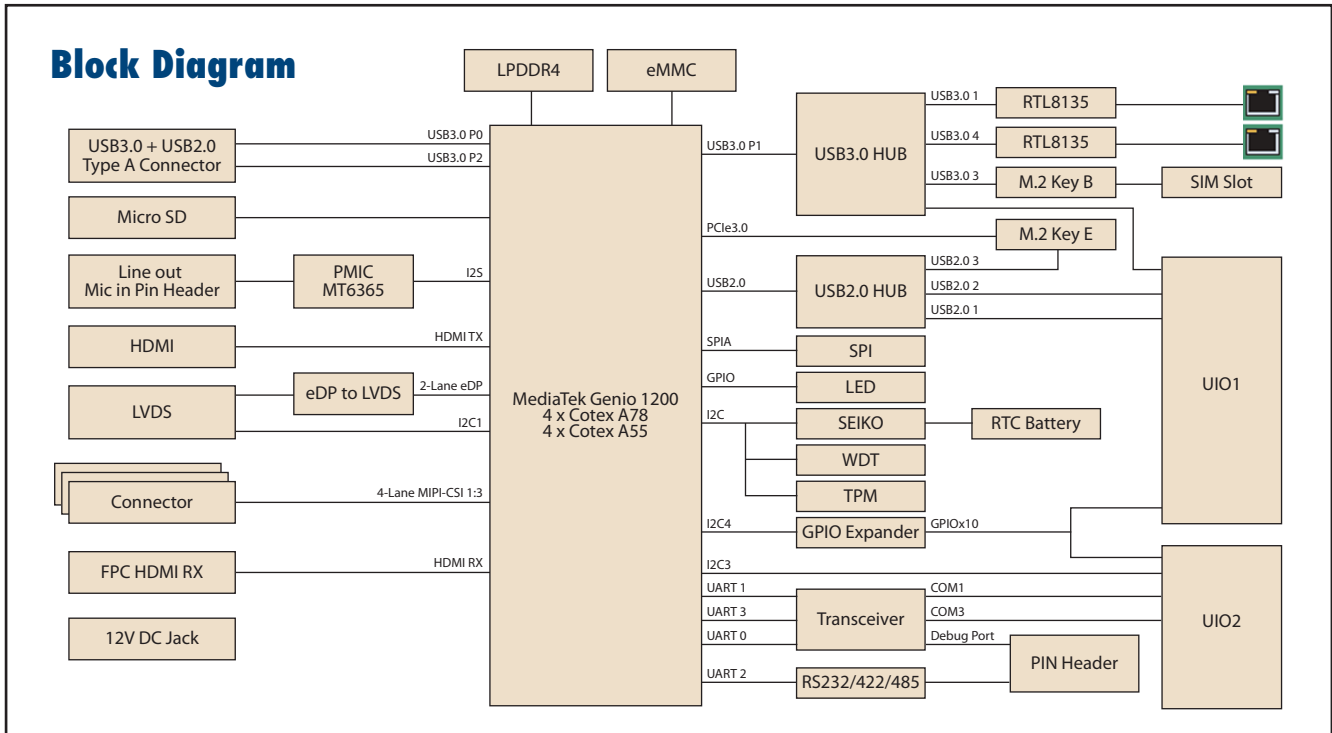 Block Diagram
LPDDR4
eMMC
USB3.0 + USB2.0
Type A Connector
USB3.0 P0
USB3.0 P2
Micro SD
Line out
Mic in Pin Header
PMIC
MT6365
I2S
HDMI
HDMI TX
LVDS
eDP to LVDS
2-Lane eDP
I2C1
Connector
4-Lane MIPI-CSI 1:3
FPC HDMI RX
HDMI RX
12V DC Jack
MediaTek Genio 1200
4 x Cotex A78
4 x Cotex A55
USB3.0 P1
USB3.0 HUB
USB3.0 1
RTL8135
USB3.0 4
RTL8135
USB3.0 3
M.2 Key B
SIM Slot
PCIe3.0
M.2 Key E
USB2.0
USB2.0 HUB
USB2.0 3
USB2.0 2
USB2.0 1
SPIA
SPI
GPIO
LED
I2C
SEIKO
RTC Battery
WDT
TPM
I2C4
GPIO Expander
GPIOx10
I2C3
UART 1
UART 3
UART 0
Transceiver
COM1
COM3
Debug Port
PIN Header
UART 2
RS232/422/485
UIO1
UIO2